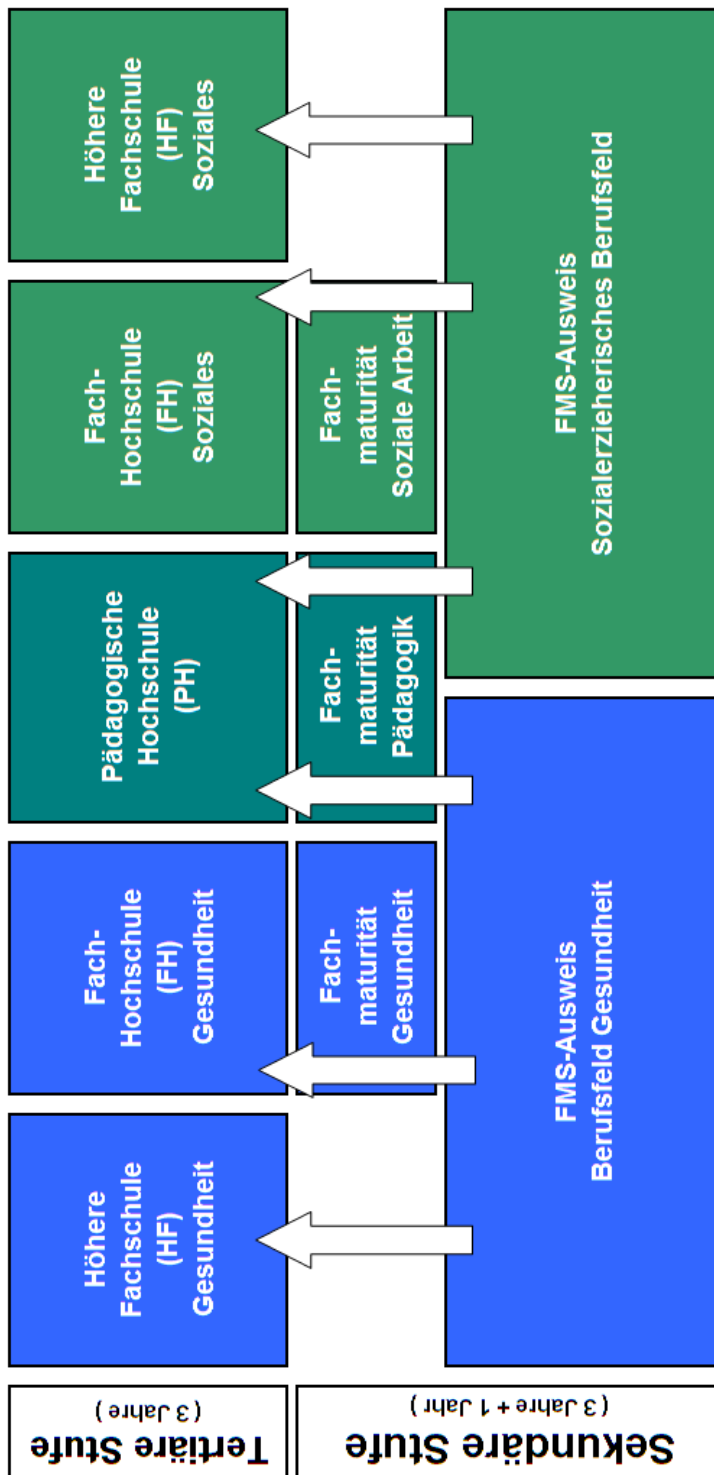 Höhere
Fachschule
(HF)
Gesundheit
Fach-
Hochschule
(FH)
Gesundheit
Pädagogische
Hochschule
(PH)
Fach-
Hochschule
(FH)
Soziales
Höhere
Fachschule
(HF)
Soziales
Tertiäre Stufe
( 3 Jahre )
Fach-
maturität
Gesundheit
Fach-
maturität
Pädagogik
Fach-
maturität
Soziale Arbeit
FMS-Ausweis
Berufsfeld Gesundheit
FMS-Ausweis
Sozialerzieherisches Berufsfeld
Sekundäre Stufe
( 3 Jahre + 1 Jahr )